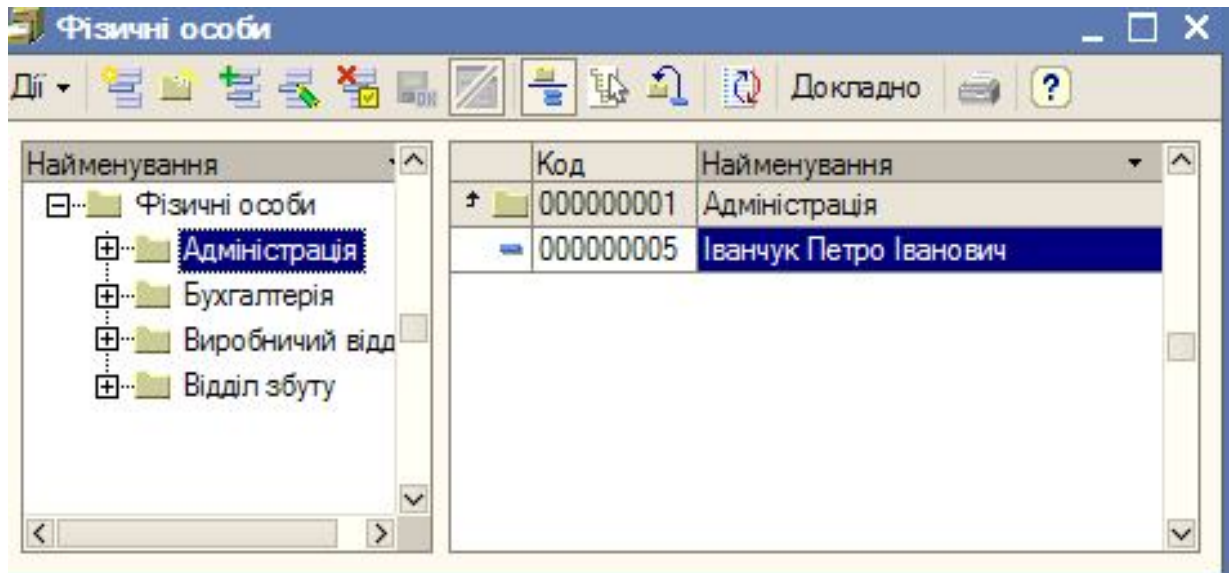 Фізичні особи
Дії Докладно ?
Найменування
Фізичні особи
Адміністрація
Бухгалтерія
Виробничий відд
Відділ збуту
Код Найменування
000000001 Адміністрація
000000005 Іванчук Петро Іванович